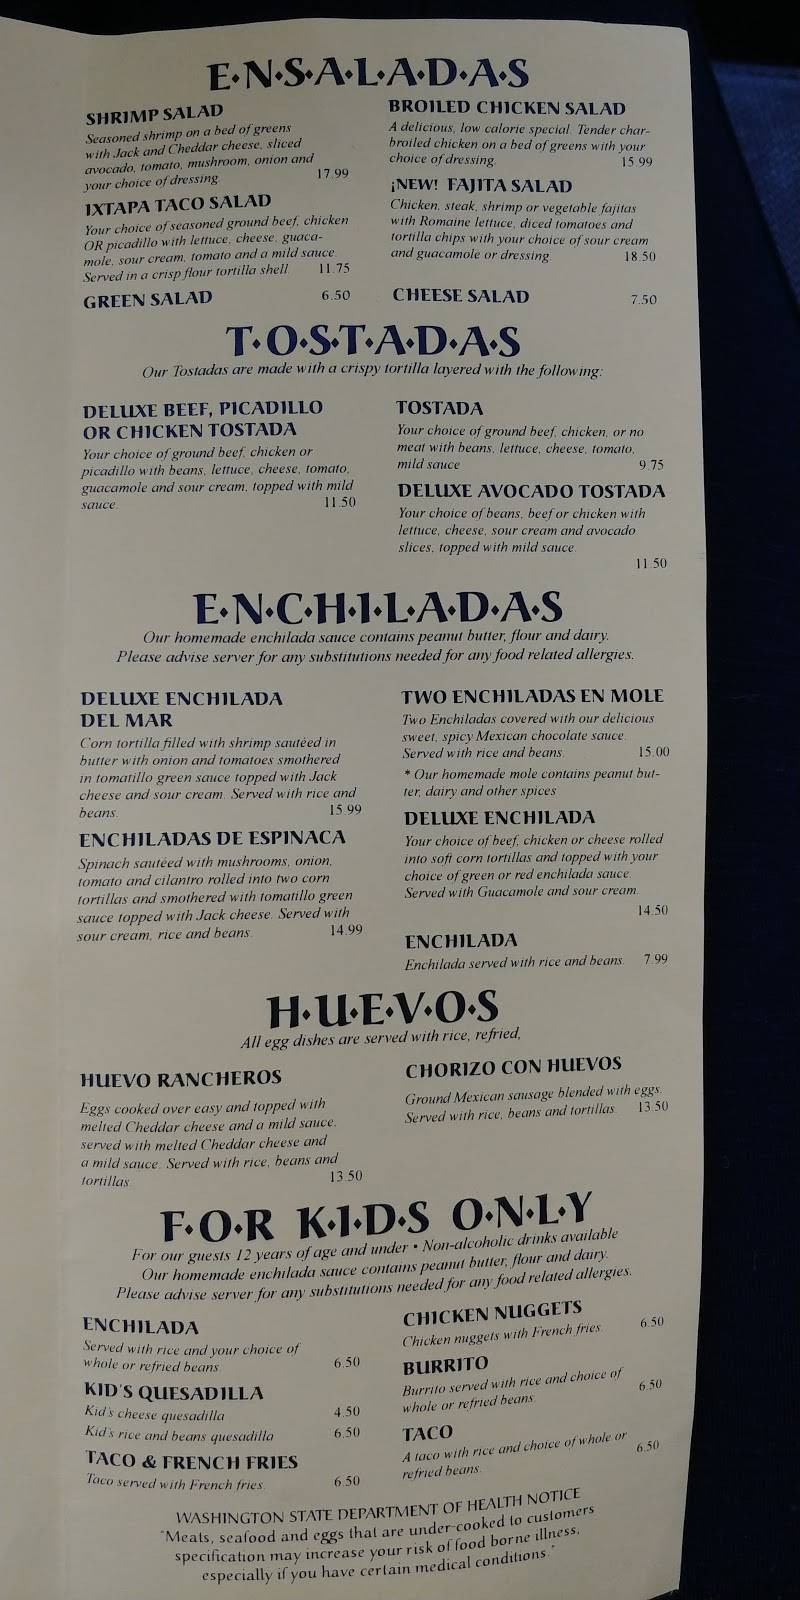 E·N·S·A·L·A·D·A·S
SHRIMP SALAD
Seasoned shrimp on a bed of greens
with Jack and Cheddar cheese, sliced
avocado, tomato, mushroom, onion and
your choice of dressing. 17.99
IXTAPA TACO SALAD
Your choice of seasoned ground beef, chicken
OR picadillo with lettuce, cheese, guaca-
mole, sour cream, tomato and a mild sauce.
Served in a crisp flour tortilla shell. 11.75
GREEN SALAD 6.50
BROILED CHICKEN SALAD
A delicious, low calorie special. Tender char-
broiled chicken on a bed of greens with your
choice of dressing. 15.99
¡NEW! FAJITA SALAD
Chicken, steak, shrimp or vegetable fajitas
with Romaine lettuce, diced tomatoes and
tortilla chips with your choice of sour cream
and guacamole or dressing. 18.50
CHEESE SALAD 7.50
T·O·S·T·A·D·A·S
Our Tostadas are made with a crispy tortilla layered with the following:
DELUXE BEEF, PICADILLO
OR CHICKEN TOSTADA
Your choice of ground beef, chicken or
picadillo with beans, lettuce, cheese, tomato,
guacamole and sour cream, topped with mild
sauce. 11.50
TOSTADA
Your choice of ground beef, chicken, or no
meat with beans, lettuce, cheese, tomato,
mild sauce 9.75
DELUXE AVOCADO TOSTADA
Your choice of beans, beef or chicken with
lettuce, cheese, sour cream and avocado
slices, topped with mild sauce.
11.50
E·N·C·H·I·L·A·D·A·S
Our homemade enchilada sauce contains peanut butter, flour and dairy.
Please advise server for any substitutions needed for any food related allergies.
DELUXE ENCHILADA
DEL MAR
Corn tortilla filled with shrimp sautéed in
butter with onion and tomatoes smothered
in tomatillo green sauce topped with Jack
cheese and sour cream. Served with rice and
beans. 15.99
ENCHILADAS DE ESPINACA
Spinach sautéed with mushrooms, onion,
tomato and cilantro rolled into two corn
tortillas and smothered with tomatillo green
sauce topped with Jack cheese. Served with
sour cream, rice and beans. 14.99
TWO ENCHILADAS EN MOLE
Two Enchiladas covered with our delicious
sweet, spicy Mexican chocolate sauce.
Served with rice and beans. 15.00
* Our homemade mole contains peanut but-
ter, dairy and other spices
DELUXE ENCHILADA
Your choice of beef, chicken or cheese rolled
into soft corn tortillas and topped with your
choice of green or red enchilada sauce.
Served with Guacamole and sour cream.
14.50
ENCHILADA
Enchilada served with rice and beans. 7.99
H·U·E·V·O·S
All egg dishes are served with rice, refried,
HUEVO RANCHEROS
Eggs cooked over easy and topped with
melted Cheddar cheese and a mild sauce,
served with melted Cheddar cheese and
a mild sauce. Served with rice, beans and
tortillas 13.50
CHORIZO CON HUEVOS
Ground Mexican sausage blended with eggs.
Served with rice, beans and tortillas. 13.50
F·O·R K·I·D·S O·N·L·Y
For our guests 12 years of age and under • Non-alcoholic drinks available
Our homemade enchilada sauce contains peanut butter, flour and dairy.
Please advise server for any substitutions needed for any food related allergies.
ENCHILADA
Served with rice and your choice of
whole or refried beans. 6.50
KID'S QUESADILLA
Kid's cheese quesadilla 4.50
Kid's rice and beans quesadilla 6.50
TACO & FRENCH FRIES
Taco served with French fries. 6.50
CHICKEN NUGGETS
Chicken nuggets with French fries. 6.50
BURRITO
Burrito served with rice and choice of
whole or refried beans. 6.50
TACO
A taco with rice and choice of whole or
refried beans. 6.50
WASHINGTON STATE DEPARTMENT OF HEALTH NOTICE
"Meats, seafood and eggs that are under-cooked to customers
specification may increase your risk of food borne illness,
especially if you have certain medical conditions."